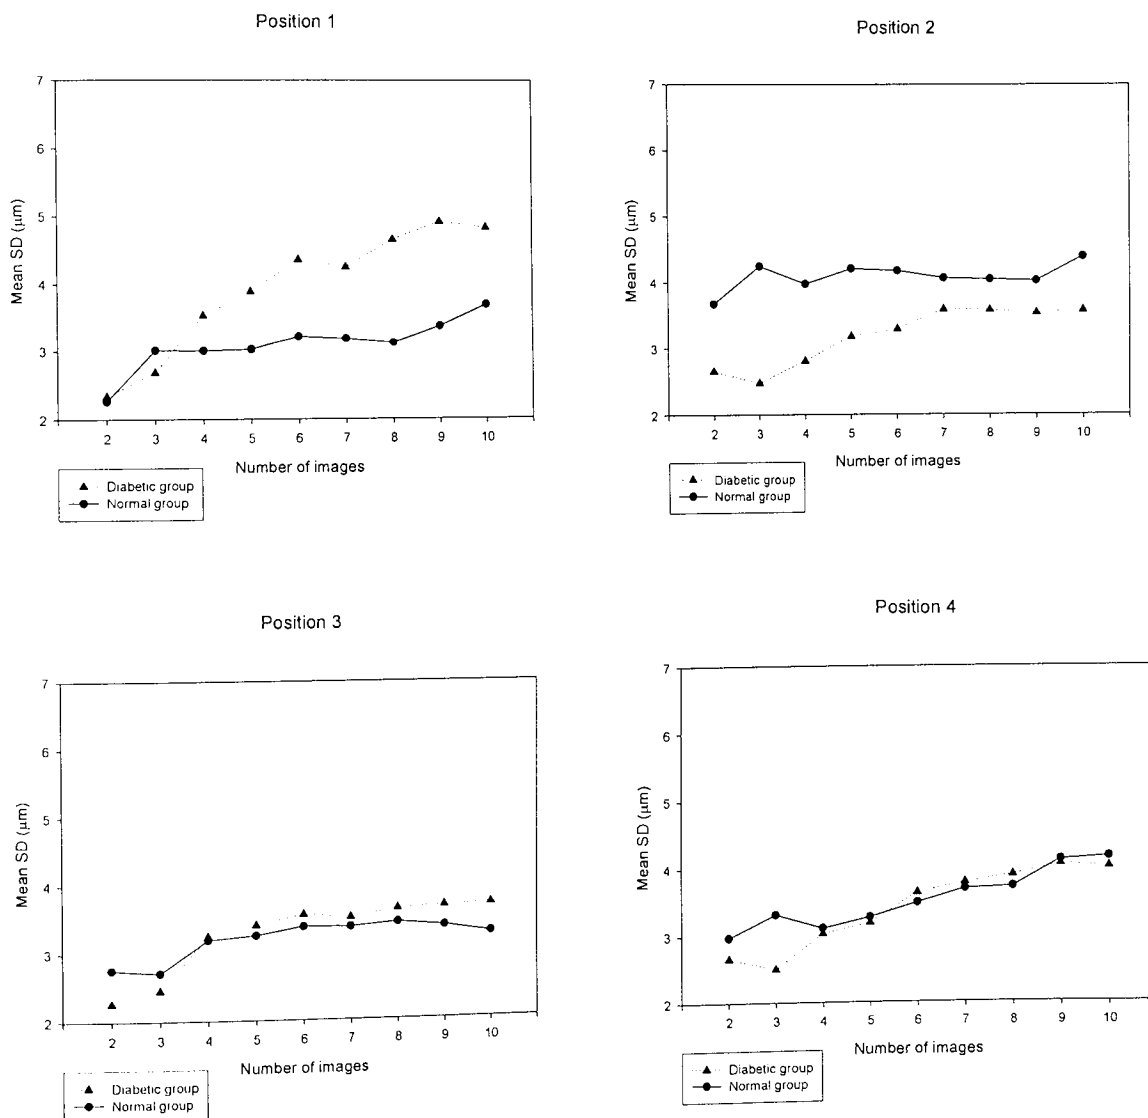 Position 1
7
6
5
4
3
2
Mean SD (μm)
2 3 4 5 6 7 8 9 10
Number of images
Diabetic group
Normal group
Position 2
7
6
5
4
3
2
Mean SD (μm)
2 3 4 5 6 7 8 9 10
Number of images
Diabetic group
Normal group
Position 3
7
6
5
4
3
2
Mean SD (μm)
2 3 4 5 6 7 8 9 10
Number of images
Diabetic group
Normal group
Position 4
7
6
5
4
3
2
Mean SD (μm)
2 3 4 5 6 7 8 9 10
Number of images
Diabetic group
Normal group